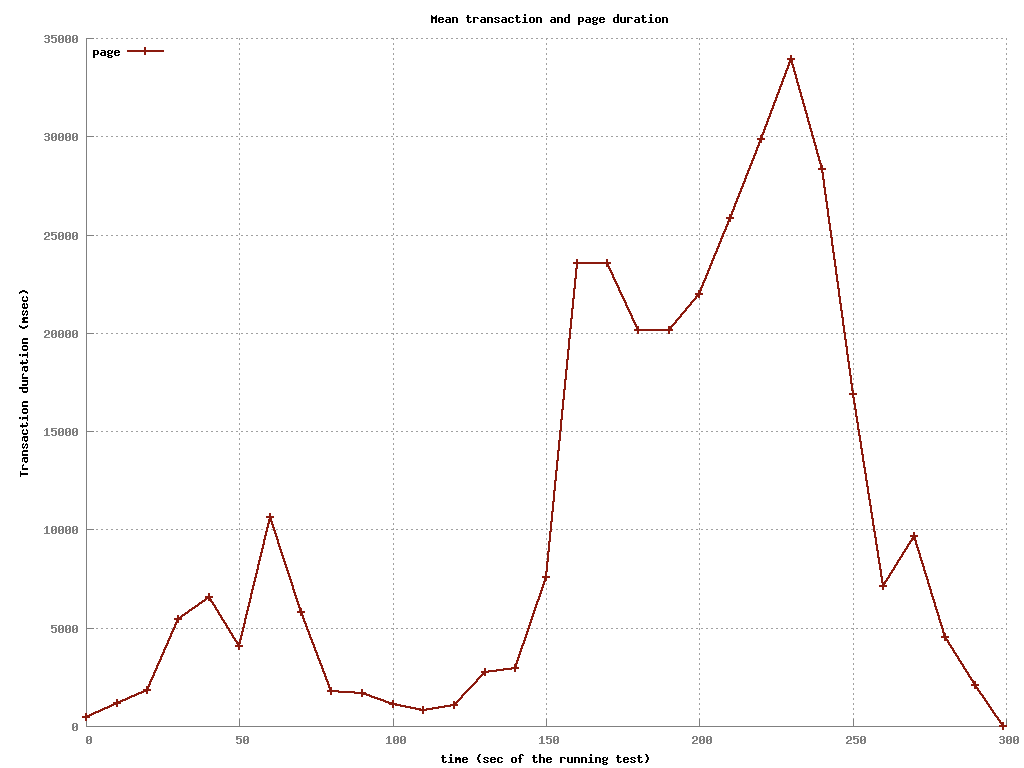 Mean transaction and page duration
page
35000
30000
25000
20000
15000
10000
5000
0
Transaction duration (msec)
0 50 100 150 200 250 300
time (sec of the running test)